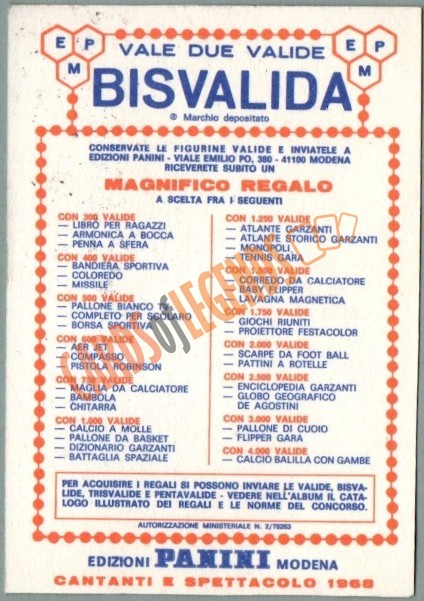 E P M
VALE DUE VALIDE
E P M
BISVALIDA
® Marchio depositato
CONSERVATE LE FIGURINE VALIDE E INVIATELE A
EDIZIONI PANINI - VIALE EMILIO PO, 380 - 41100 MODENA
RICEVERETE SUBITO UN
MAGNIFICO REGALO
A SCELTA FRA I SEGUENTI
CON 300 VALIDE
— LIBRO PER RAGAZZI
— ARMONICA A BOCCA
— PENNA A SFERA
CON 400 VALIDE
— BANDIERA SPORTIVA
— COLOREDO
— MISSILE
CON 500 VALIDE
— PALLONE BIANCO TV
— COMPLETO PER SCOLARO
— BORSA SPORTIVA
CON 600 VALIDE
— AER JET
— COMPASSO
— PISTOLA ROBINSON
CON 750 VALIDE
— MAGLIA DA CALCIATORE
— BAMBOLA
— CHITARRA
CON 1.000 VALIDE
— CALCIO A MOLLE
— PALLONE DA BASKET
— DIZIONARIO GARZANTI
— BATTAGLIA SPAZIALE
CON 1.250 VALIDE
— ATLANTE GARZANTI
— ATLANTE STORICO GARZANTI
— MONOPOLI
— TENNIS GARA
CON VALIDE
— CORREDO DA CALCIATORE
— BABY FLIPPER
— LAVAGNA MAGNETICA
CON 1.750 VALIDE
— GIOCHI RIUNITI
— PROIETTORE FESTACOLOR
CON 2.000 VALIDE
— SCARPE DA FOOT BALL
— PATTINI A ROTELLE
CON 2.500 VALIDE
— ENCICLOPEDIA GARZANTI
— GLOBO GEOGRAFICO
DE AGOSTINI
CON 3.000 VALIDE
— PALLONE DI CUOIO
— FLIPPER GARA
CON 4.000 VALIDE
— CALCIO BALILLA CON GAMBE
PER ACQUISIRE I REGALI SI POSSONO INVIARE LE VALIDE, BISVA-
LIDE, TRISVALIDE E PENTAVALIDE - VEDERE NELL'ALBUM IL CATA-
LOGO ILLUSTRATO DEI REGALI E LE NORME DEL CONCORSO.
AUTORIZZAZIONE MINISTERIALE N. 2/76263
EDIZIONI PANINI MODENA
CANTANTI E SPETTACOLO 1968
CARDS OF LEGENDS